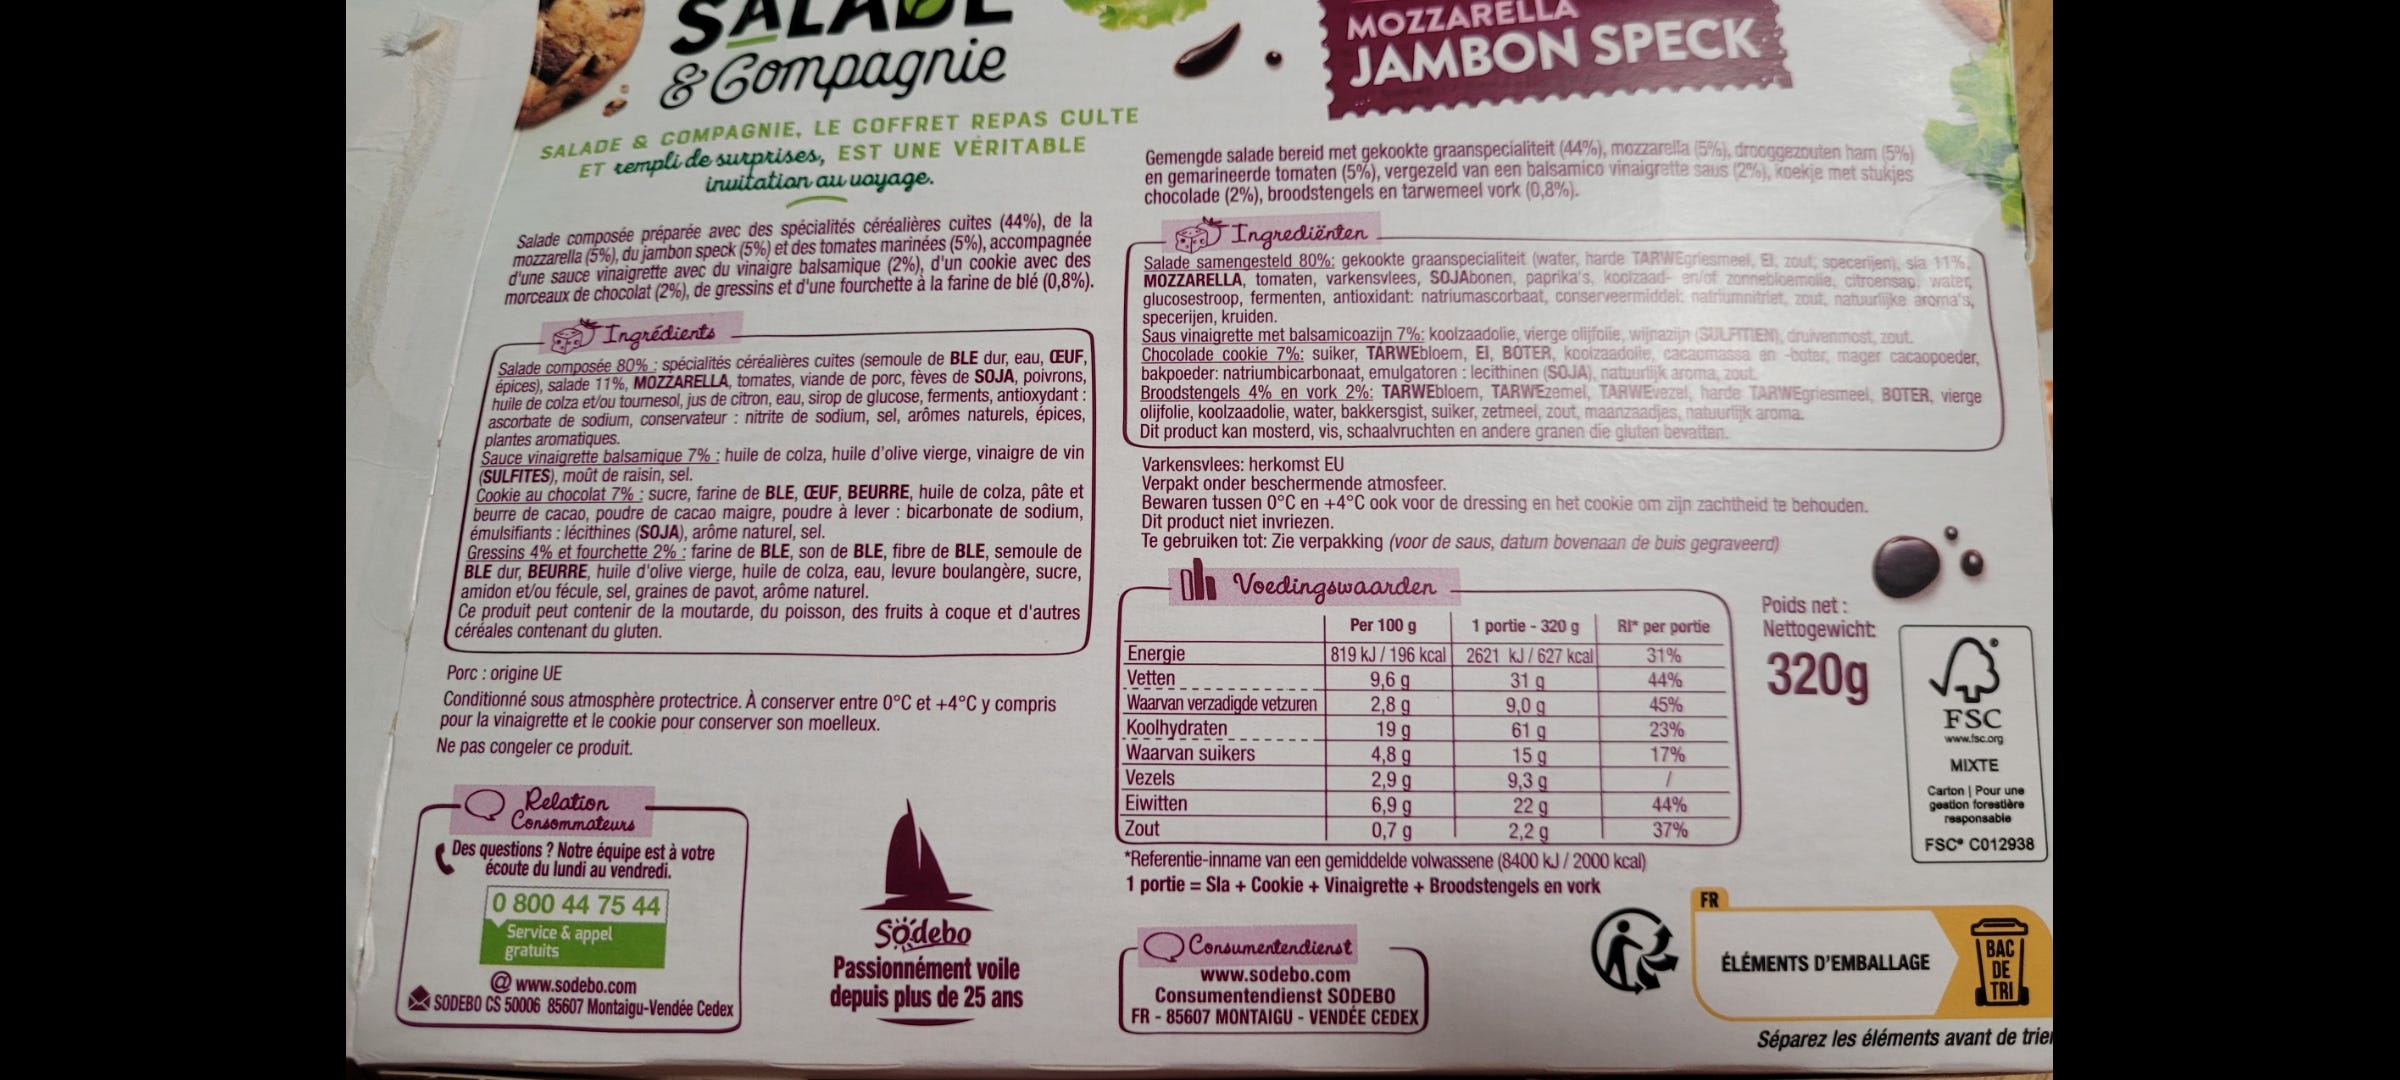 SALADE
& Compagnie
SALADE & COMPAGNIE, LE COFFRET REPAS CULTE
ET rempli de surprises, EST UNE VÉRITABLE
invitation au voyage.
Salade composée préparée avec des spécialités céréalières cuites (44%), de la
mozzarella (5%), du jambon speck (5%) et des tomates marinées (5%), accompagnée
d'une sauce vinaigrette avec du vinaigre balsamique (2%), d'un cookie avec des
morceaux de chocolat (2%), de gressins et d'une fourchette à la farine de blé (0,8%).
Ingrédients
Salade composée 80% : spécialités céréalières cuites (semoule de BLE dur, eau, ŒUF,
épices), salade 11%, MOZZARELLA, tomates, viande de porc, fèves de SOJA, poivrons,
huile de colza et/ou tournesol, jus de citron, eau, sirop de glucose, ferments, antioxydant :
ascorbate de sodium, conservateur : nitrite de sodium, sel, arômes naturels, épices,
plantes aromatiques.
Sauce vinaigrette balsamique 7% : huile de colza, huile d'olive vierge, vinaigre de vin
(SULFITES), moût de raisin, sel.
Cookie au chocolat 7% : sucre, farine de BLE, ŒUF, BEURRE, huile de colza, pâte et
beurre de cacao, poudre de cacao maigre, poudre à lever : bicarbonate de sodium,
émulsifiants : lécithines (SOJA), arôme naturel, sel.
Gressins 4% et fourchette 2% : farine de BLE, son de BLE, fibre de BLE, semoule de
BLE dur, BEURRE, huile d'olive vierge, huile de colza, eau, levure boulangère, sucre,
amidon et/ou fécule, sel, graines de pavot, arôme naturel.
Ce produit peut contenir de la moutarde, du poisson, des fruits à coque et d'autres
céréales contenant du gluten.
Porc : origine UE
Conditionné sous atmosphère protectrice. À conserver entre 0°C et +4°C y compris
pour la vinaigrette et le cookie pour conserver son moelleux.
Ne pas congeler ce produit.
Relation
Consommateurs
Des questions ? Notre équipe est à votre
écoute du lundi au vendredi.
0 800 44 75 44
Service & appel
gratuits
@ www.sodebo.com
SODEBO CS 50006 85607 Montaigu-Vendée Cedex
Södebo
Passionnément voile
depuis plus de 25 ans
MOZZARELLA
JAMBON SPECK
Gemengde salade bereid met gekookte graanspecialiteit (44%), mozzarella (5%), drooggezouten ham (5%)
en gemarineerde tomaten (5%), vergezeld van een balsamico vinaigrette saus (2%), koekje met stukjes
chocolade (2%), broodstengels en tarwemeel vork (0,8%).
Ingrediënten
Salade samengesteld 80%: gekookte graanspecialiteit (water, harde TARWEgriesmeel, EI, zout, specerijen), sla 11%,
MOZZARELLA, tomaten, varkensvlees, SOJAbonen, paprika's, koolzaad- en/of zonnebloemolie, citroensap, water,
glucosestroop, fermenten, antioxidant: natriumascorbaat, conserveermiddel: natriumnitriet, zout, natuurlijke aroma's,
specerijen, kruiden.
Saus vinaigrette met balsamicoazijn 7%: koolzaadolie, vierge olijfolie, wijnazijn (SULFITIEN), druivenmost, zout.
Chocolade cookie 7%: suiker, TARWEbloem, EI, BOTER, koolzaadolie, cacaomassa en -boter, mager cacaopoeder,
bakpoeder: natriumbicarbonaat, emulgatoren : lecithinen (SOJA), natuurlijk aroma, zout.
Broodstengels 4% en vork 2%: TARWEbloem, TARWEzemel, TARWEvezel, harde TARWEgriesmeel, BOTER, vierge
olijfolie, koolzaadolie, water, bakkersgist, suiker, zetmeel, zout, maanzaadjes, natuurlijk aroma.
Dit product kan mosterd, vis, schaalvruchten en andere granen die gluten bevatten.
Varkensvlees: herkomst EU
Verpakt onder beschermende atmosfeer.
Bewaren tussen 0°C en +4°C ook voor de dressing en het cookie om zijn zachtheid te behouden.
Dit product niet invriezen.
Te gebruiken tot: Zie verpakking (voor de saus, datum bovenaan de buis gegraveerd)
Voedingswaarden
Per 100 g 1 portie - 320 g RI* per portie
Energie 819 kJ / 196 kcal 2621 kJ / 627 kcal 31%
Vetten 9,6 g 31 g 44%
Waarvan verzadigde vetzuren 2,8 g 9,0 g 45%
Koolhydraten 19 g 61 g 23%
Waarvan suikers 4,8 g 15 g 17%
Vezels 2,9 g 9,3 g /
Eiwitten 6,9 g 22 g 44%
Zout 0,7 g 2,2 g 37%
*Referentie-inname van een gemiddelde volwassene (8400 kJ / 2000 kcal)
1 portie = Sla + Cookie + Vinaigrette + Broodstengels en vork
Consumentendienst
www.sodebo.com
Consumentendienst SODEBO
FR - 85607 MONTAIGU - VENDÉE CEDEX
Poids net :
Nettogewicht:
320g
FSC
www.fsc.org
MIXTE
Carton | Pour une
gestion forestière
responsable
FSC® C012938
FR
ÉLÉMENTS D'EMBALLAGE
BAC
DE
TRI
Séparez les éléments avant de trier